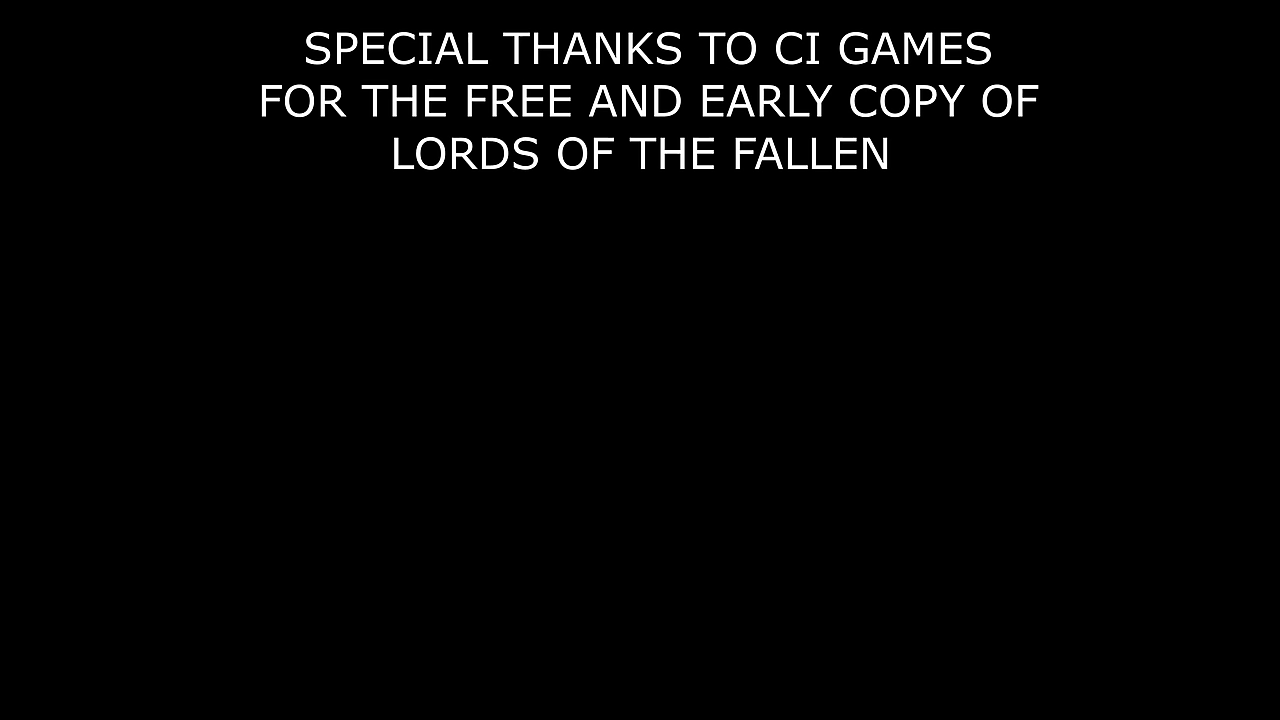 SPECIAL THANKS TO CI GAMES
FOR THE FREE AND EARLY COPY OF
LORDS OF THE FALLEN